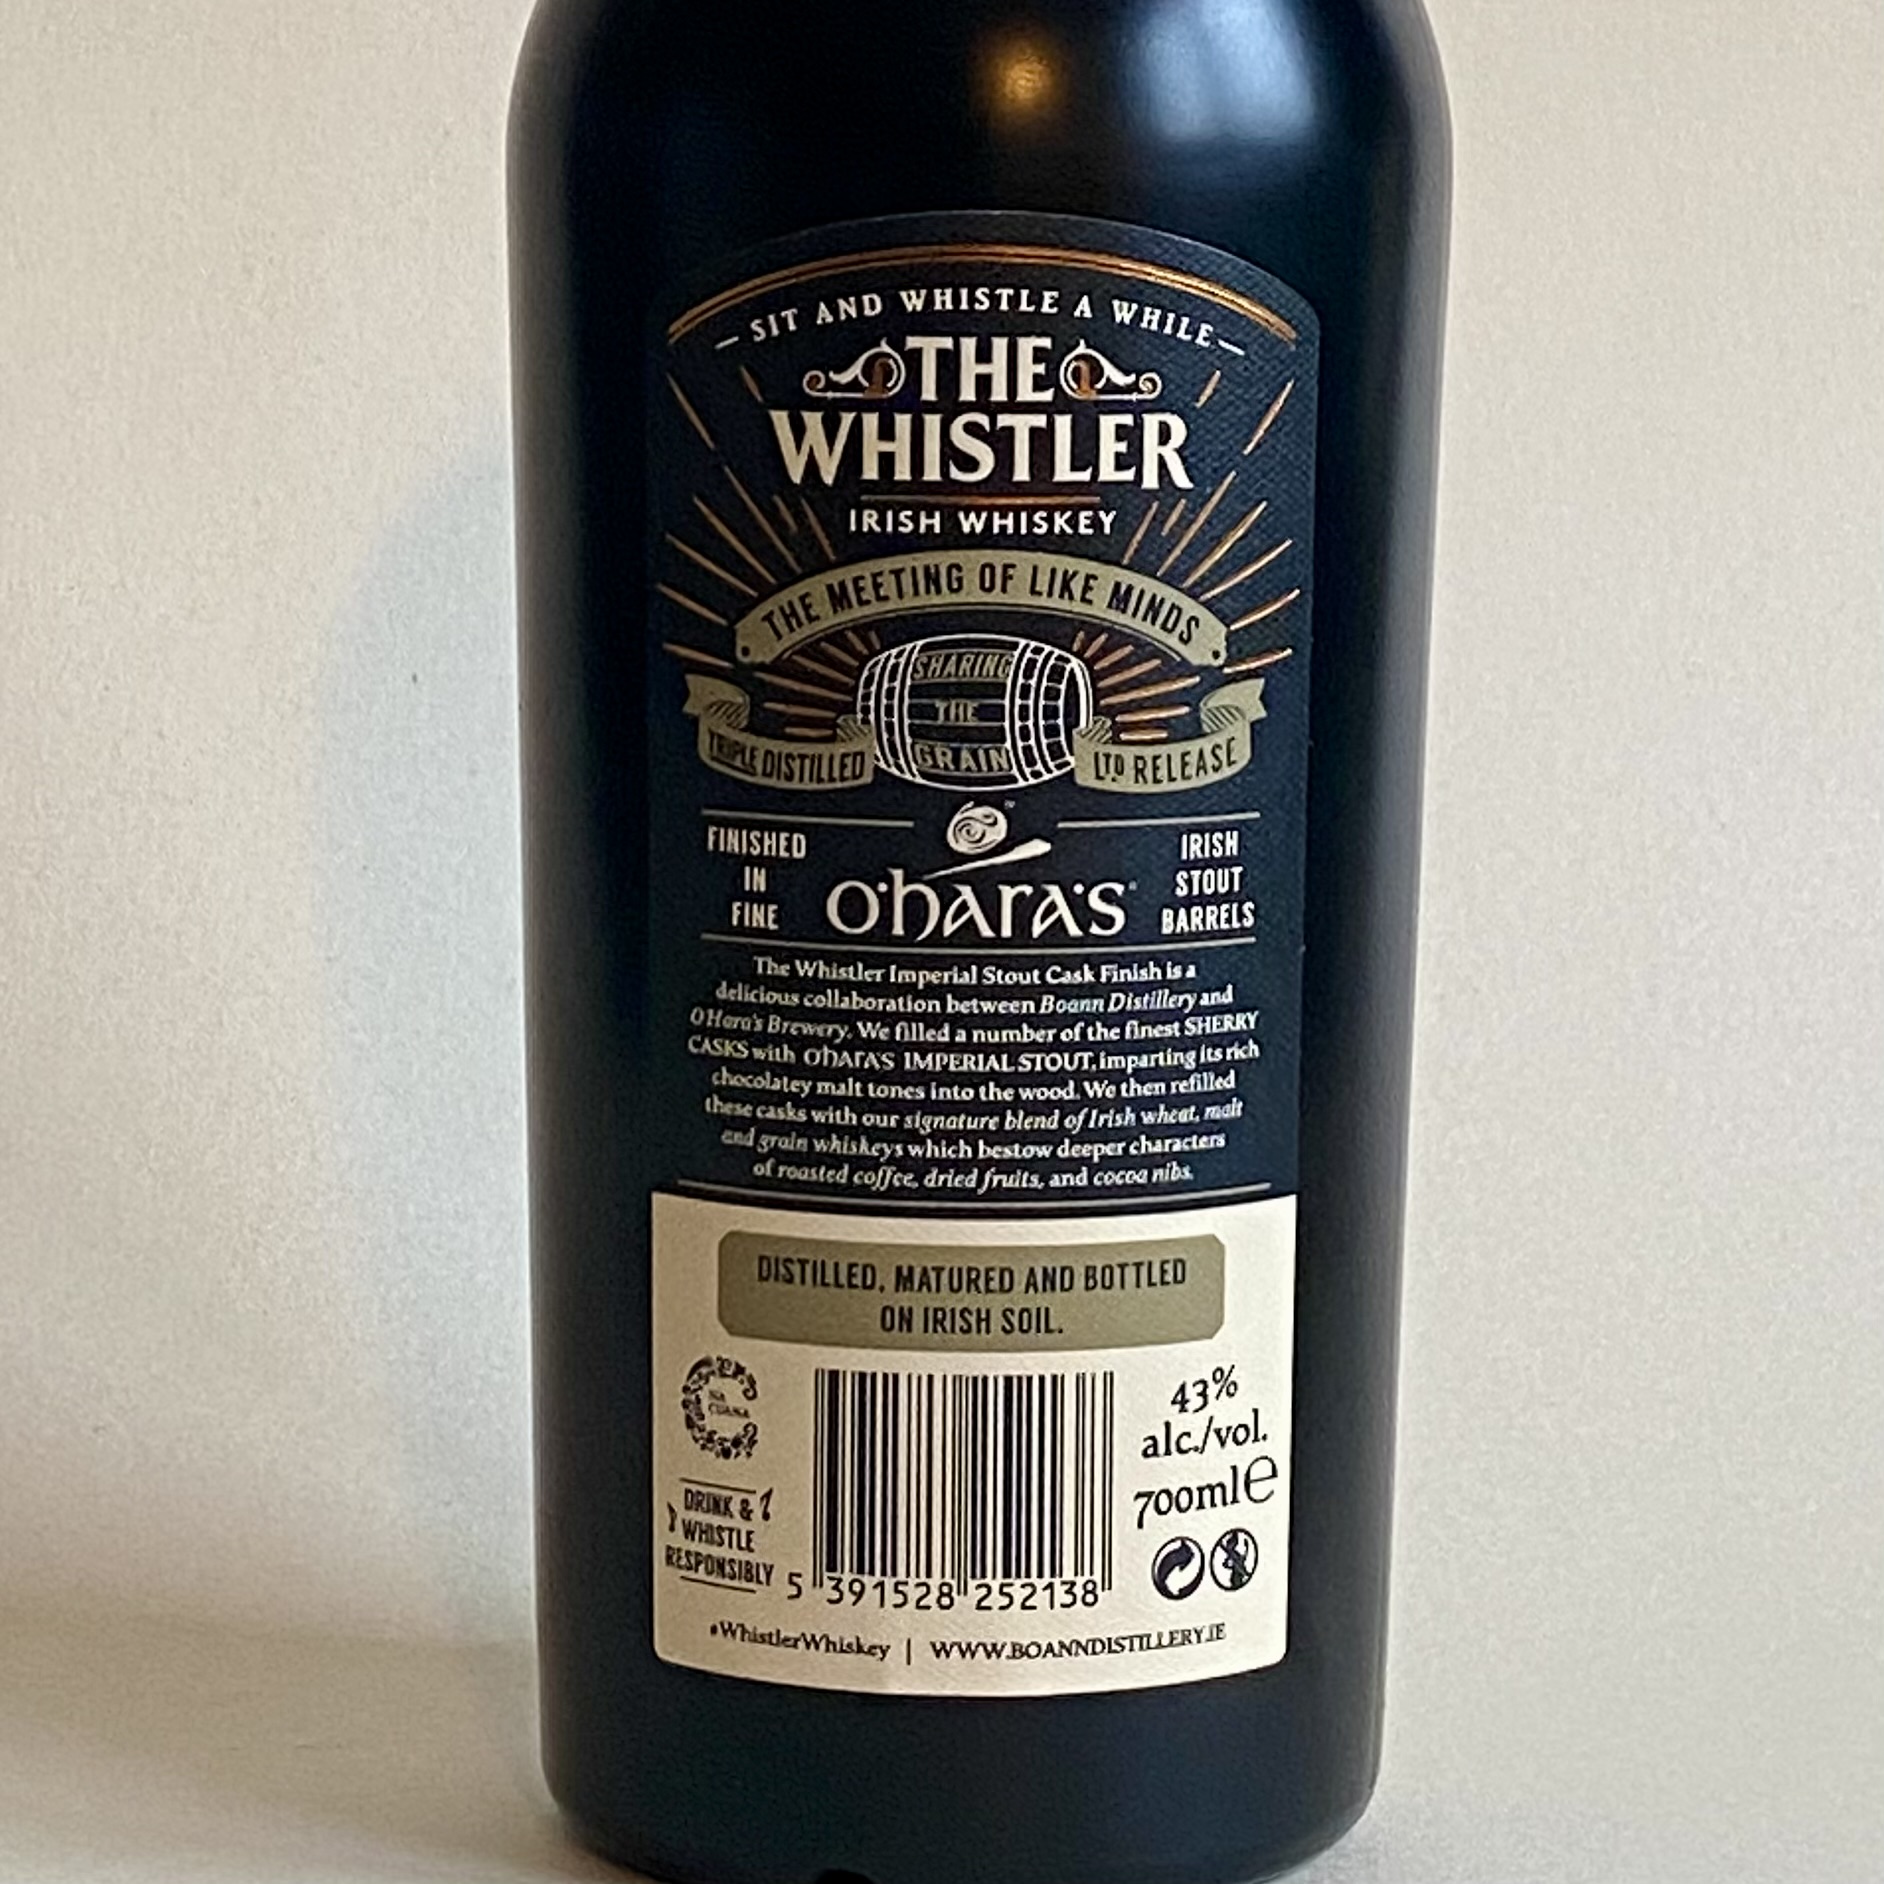 — SIT AND WHISTLE A WHILE —
THE
WHISTLER
IRISH WHISKEY
THE MEETING OF LIKE MINDS
SHARING
THE
GRAIN
TRIPLE DISTILLED
LTD RELEASE
FINISHED
IN
FINE
O'hara's
IRISH
STOUT
BARRELS
The Whistler Imperial Stout Cask Finish is a
delicious collaboration between Boann Distillery and
O'Hara's Brewery. We filled a number of the finest SHERRY
CASKS with O'HARA'S IMPERIAL STOUT, imparting its rich
chocolatey malt tones into the wood. We then refilled
these casks with our signature blend of Irish wheat, malt
and grain whiskeys which bestow deeper characters
of roasted coffee, dried fruits, and cocoa nibs.
DISTILLED, MATURED AND BOTTLED
ON IRISH SOIL.
NA
CUANA
DRINK &
WHISTLE
RESPONSIBLY
5 391528 252138
43%
alc./vol.
700ml e
#WhistlerWhiskey | WWW.BOANNDISTILLERY.IE